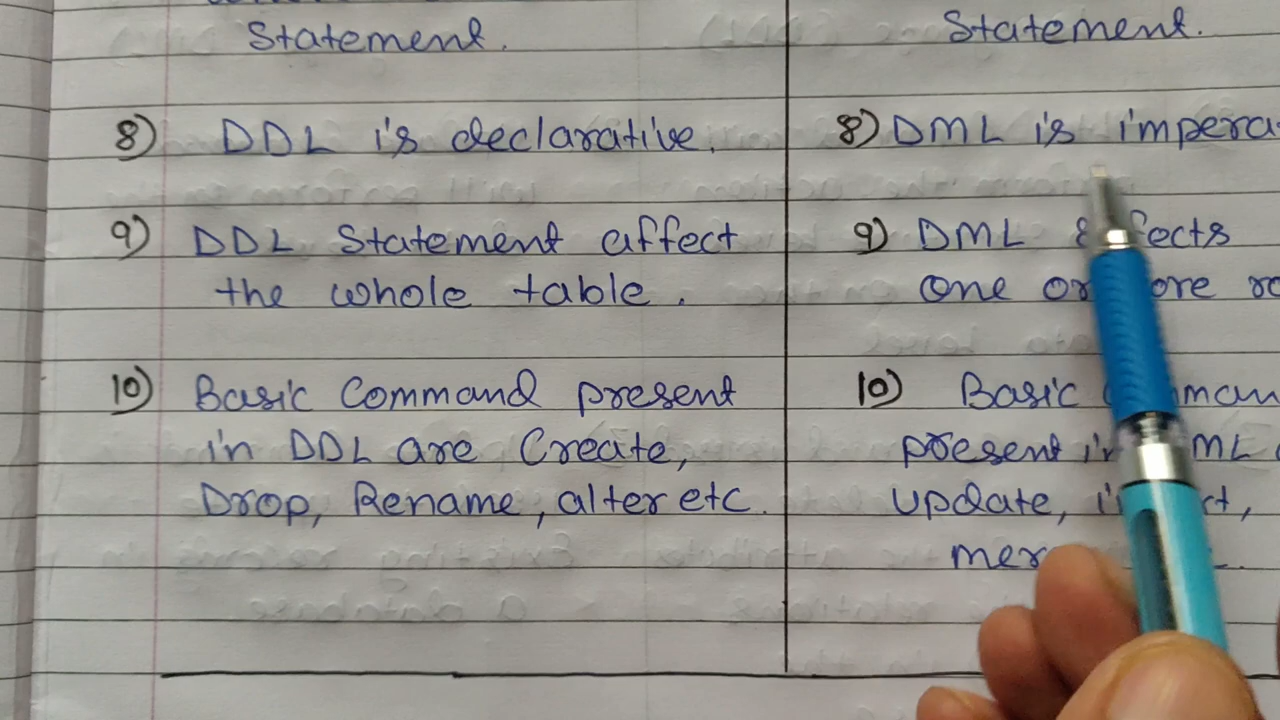 Statement.
8) DDL is declarative.
9) DDL Statement affect
the whole table.
10) Basic Command present
in DDL are Create,
Drop, Rename, alter etc.
Statement.
8) DML is
9) DML
one
10) Basic
present
update,